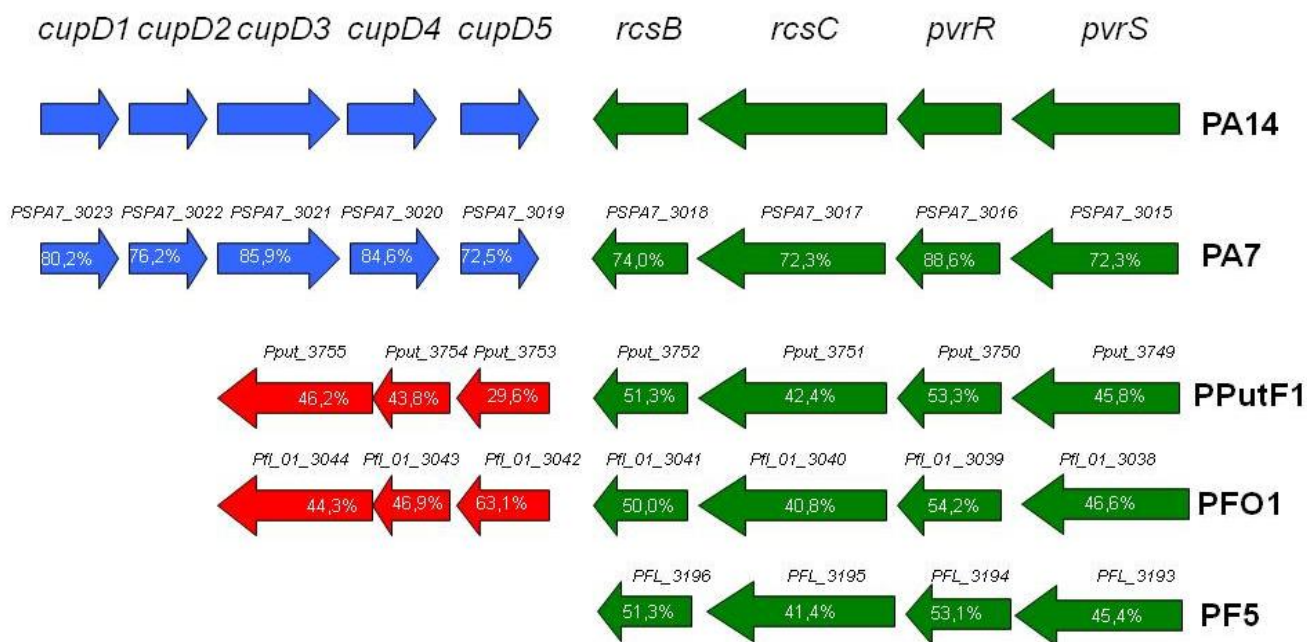 cupD1 cupD2 cupD3 cupD4 cupD5 rcsB rcsC pvrR pvrS
PA14
PSPA7_3023 PSPA7_3022 PSPA7_3021 PSPA7_3020 PSPA7_3019 PSPA7_3018 PSPA7_3017 PSPA7_3016 PSPA7_3015
80,2% 76,2% 85,9% 84,6% 72,5% 74,0% 72,3% 88,6% 72,3% PA7
Pput_3755 Pput_3754 Pput_3753 Pput_3752 Pput_3751 Pput_3750 Pput_3749
46,2% 43,8% 29,6% 51,3% 42,4% 53,3% 45,8% PPutF1
Pfl_01_3044 Pfl_01_3043 Pfl_01_3042 Pfl_01_3041 Pfl_01_3040 Pfl_01_3039 Pfl_01_3038
44,3% 46,9% 63,1% 50,0% 40,8% 54,2% 46,6% PFO1
PFL_3196 PFL_3195 PFL_3194 PFL_3193
51,3% 41,4% 53,1% 45,4% PF5